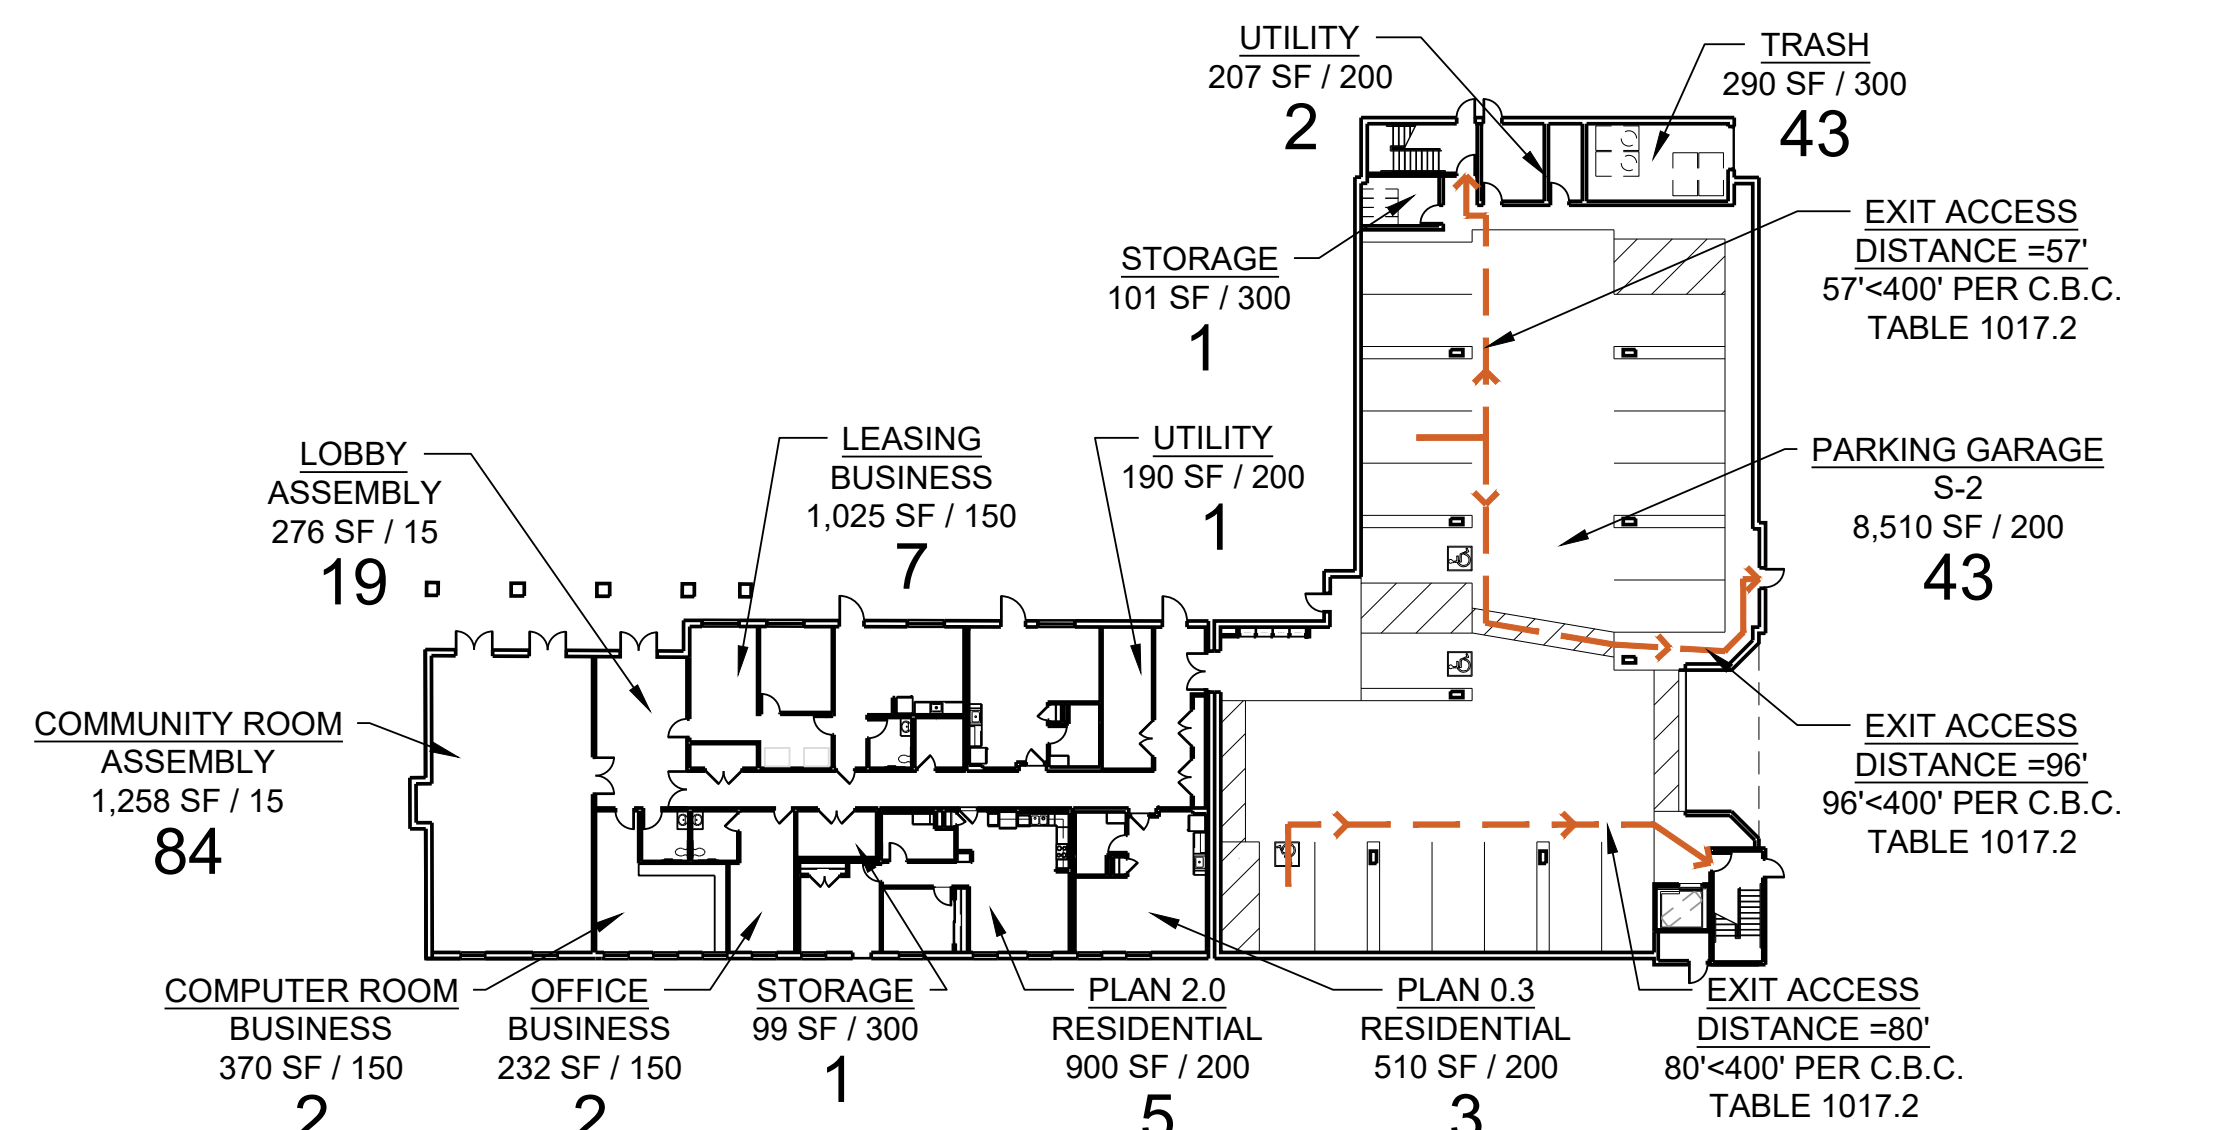 UTILITY
207 SF / 200
2
TRASH
290 SF / 300
43
EXIT ACCESS
DISTANCE =57'
57'<400' PER C.B.C.
TABLE 1017.2
STORAGE
101 SF / 300
1
LOBBY
ASSEMBLY
276 SF / 15
19
LEASING
BUSINESS
1,025 SF / 150
7
UTILITY
190 SF / 200
1
PARKING GARAGE
S-2
8,510 SF / 200
43
COMMUNITY ROOM
ASSEMBLY
1,258 SF / 15
84
EXIT ACCESS
DISTANCE =96'
96'<400' PER C.B.C.
TABLE 1017.2
COMPUTER ROOM
BUSINESS
370 SF / 150
2
OFFICE
BUSINESS
232 SF / 150
2
STORAGE
99 SF / 300
1
PLAN 2.0
RESIDENTIAL
900 SF / 200
5
PLAN 0.3
RESIDENTIAL
510 SF / 200
3
EXIT ACCESS
DISTANCE =80'
80'<400' PER C.B.C.
TABLE 1017.2